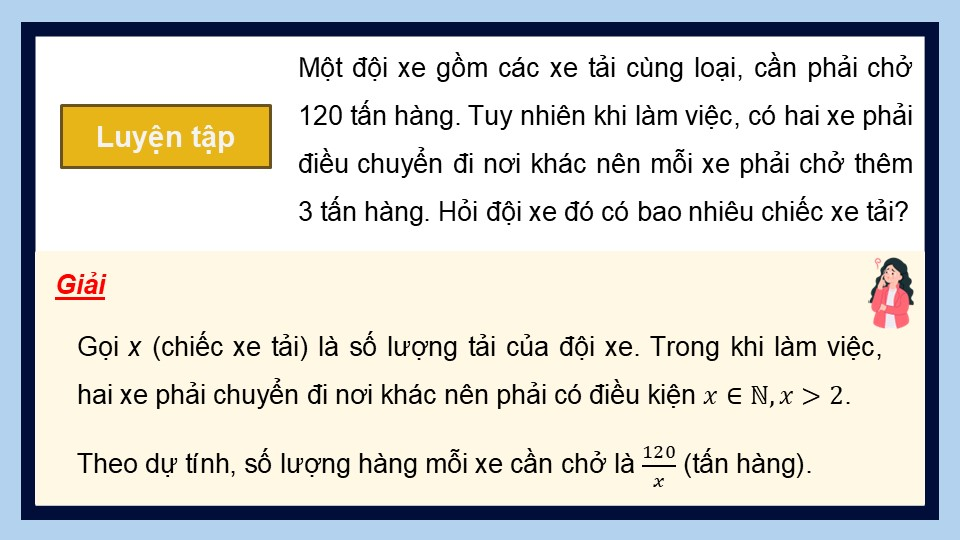 Luyện tập
Một đội xe gồm các xe tải cùng loại, cần phải chở
120 tấn hàng. Tuy nhiên khi làm việc, có hai xe phải
điều chuyển đi nơi khác nên mỗi xe phải chở thêm
3 tấn hàng. Hỏi đội xe đó có bao nhiêu chiếc xe tải?
Giải
Gọi x (chiếc xe tải) là số lượng tải của đội xe. Trong khi làm việc,
hai xe phải chuyển đi nơi khác nên phải có điều kiện 𝑥 ∈ ℕ, 𝑥 > 2.
Theo dự tính, số lượng hàng mỗi xe cần chở là 120/𝑥 (tấn hàng).